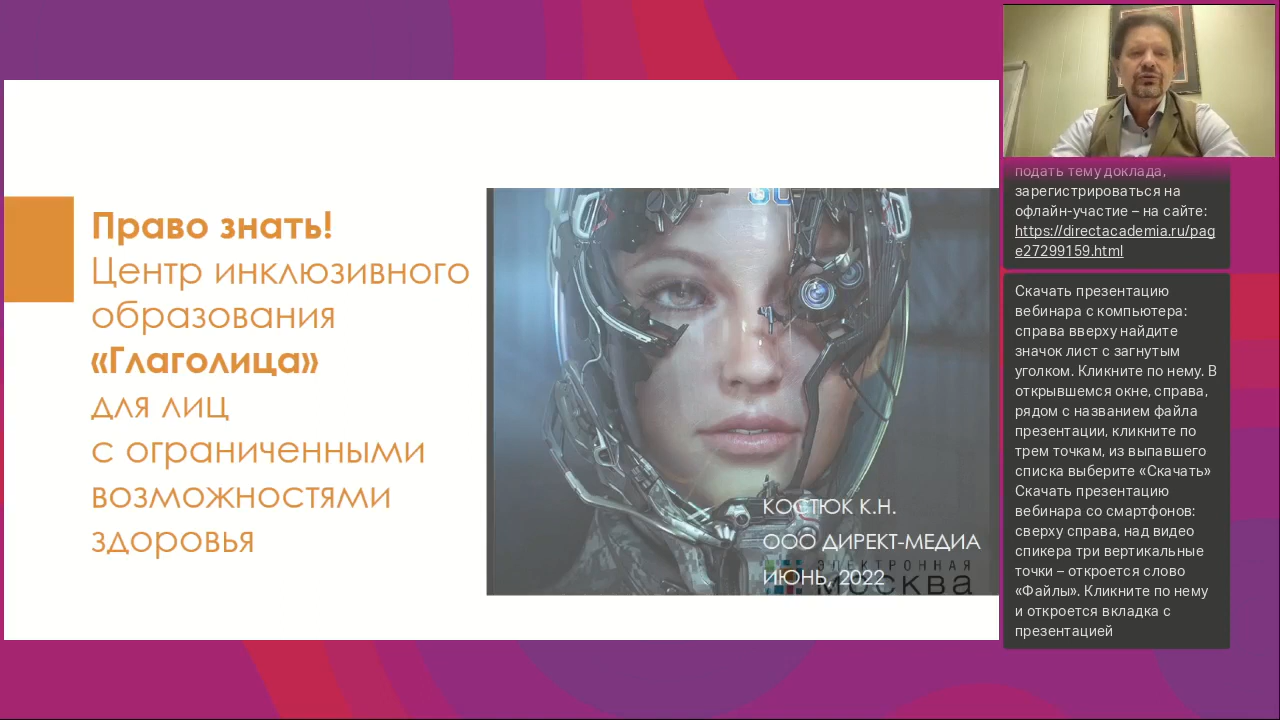 Право знать!
Центр инклюзивного
образования
«Глаголица»
для лиц
с ограниченными
возможностями
здоровья
КОСТЮК К.Н.
ООО ДИРЕКТ-МЕДИА
ИЮНЬ, 2022
ЭЛЕКТРОННАЯ
МОСКВА
подать тему доклада,
зарегистрироваться на
офлайн-участие – на сайте:
https://directacademia.ru/pag
e27299159.html
Скачать презентацию
вебинара с компьютера:
справа вверху найдите
значок лист с загнутым
уголком. Кликните по нему. В
открывшемся окне, справа,
рядом с названием файла
презентации, кликните по
трем точкам, из выпавшего
списка выберите «Скачать»
Скачать презентацию
вебинара со смартфонов:
сверху справа, над видео
спикера три вертикальные
точки – откроется слово
«Файлы». Кликните по нему
и откроется вкладка с
презентацией